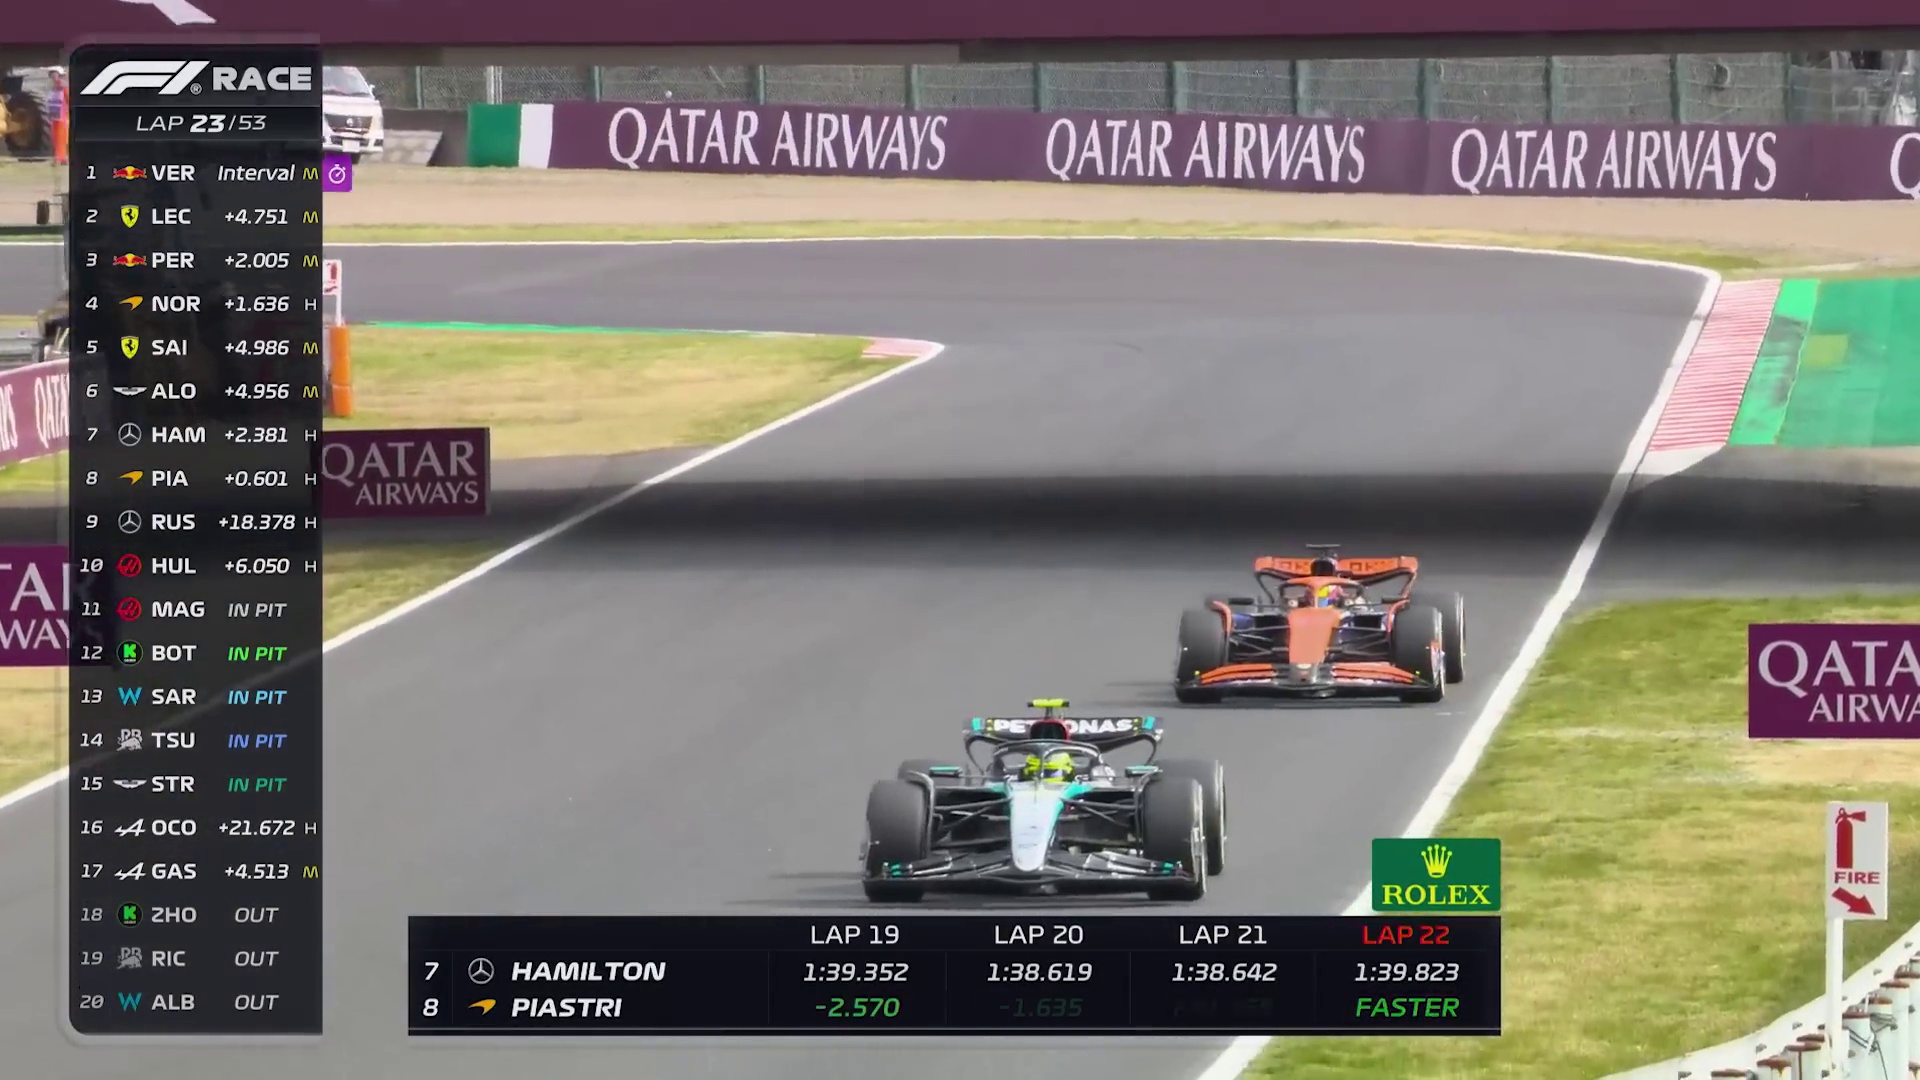 F1 RACE
LAP 23/53
1 VER Interval M
2 LEC +4.751 M
3 PER +2.005 M
4 NOR +1.636 H
5 SAI +4.986 M
6 ALO +4.956 M
7 HAM +2.381 H
8 PIA +0.601 H
9 RUS +18.378 H
10 HUL +6.050 H
11 MAG IN PIT
12 BOT IN PIT
13 SAR IN PIT
14 TSU IN PIT
15 STR IN PIT
16 OCO +21.672 H
17 GAS +4.513 M
18 ZHO OUT
19 RIC OUT
20 ALB OUT
QATAR AIRWAYS QATAR AIRWAYS QATAR AIRWAYS
QATAR
AIRWAYS
PETRONAS
QATAR
AIRWAYS
FIRE
ROLEX
LAP 19 LAP 20 LAP 21 LAP 22
7 HAMILTON 1:39.352 1:38.619 1:38.642 1:39.823
8 PIASTRI -2.570 -1.635 FASTER